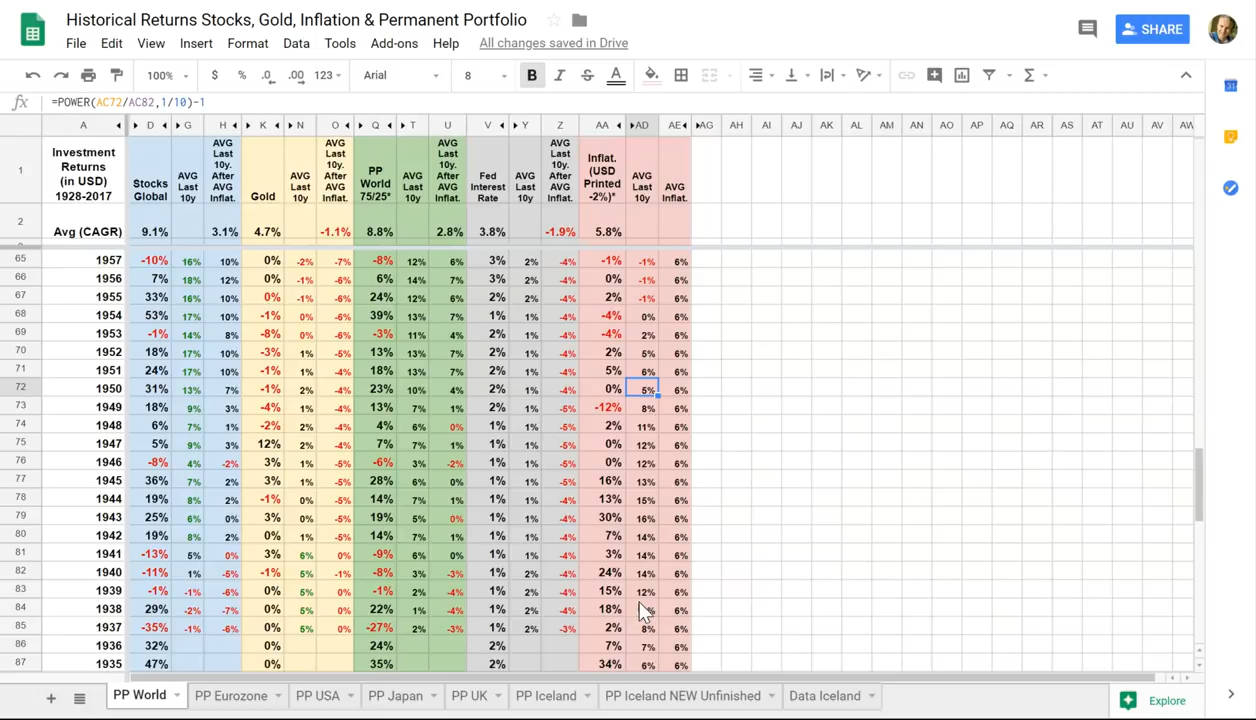 Historical Returns Stocks, Gold, Inflation & Permanent Portfolio
File Edit View Insert Format Data Tools Add-ons Help All changes saved in Drive
SHARE
100% $ % .0 .00 123 Arial 8 B I S A Σ
fx =POWER(AC72/AC82,1/10)-1
A D G H K N O Q T U V Y Z AA AD AE AG AH AI AJ AK AL AM AN AO AP AQ AR AS AT AU AV AW
1 Investment Returns (in USD) 1928-2017 Stocks Global AVG Last 10y AVG Last 10y. After AVG Inflat. Gold AVG Last 10y AVG Last 10y. After AVG Inflat. PP World 75/25* AVG Last 10y AVG Last 10y. After AVG Inflat. Fed Interest Rate AVG Last 10y AVG Last 10y. After AVG Inflat. Inflat. (USD Printed -2%)* AVG Last 10y AVG Inflat.
2 Avg (CAGR) 9.1% 3.1% 4.7% -1.1% 8.8% 2.8% 3.8% -1.9% 5.8%
65 1957 -10% 16% 10% 0% -2% -7% -8% 12% 6% 3% 2% -4% -1% -1% 6%
66 1956 7% 18% 12% 0% -1% -6% 6% 14% 7% 3% 2% -4% 0% -1% 6%
67 1955 33% 16% 10% 0% -1% -6% 24% 12% 6% 2% 2% -4% 2% -1% 6%
68 1954 53% 17% 10% -1% 0% -6% 39% 13% 7% 1% 1% -4% -4% 0% 6%
69 1953 -1% 14% 8% -8% 0% -6% -3% 11% 4% 2% 1% -4% -4% 2% 6%
70 1952 18% 17% 10% -3% 1% -5% 13% 13% 7% 2% 1% -4% 2% 5% 6%
71 1951 24% 17% 10% -1% 1% -4% 18% 13% 7% 2% 1% -4% 5% 6% 6%
72 1950 31% 13% 7% -1% 2% -4% 23% 10% 4% 2% 1% -4% 0% 5% 6%
73 1949 18% 9% 3% -4% 1% -4% 13% 7% 1% 2% 1% -5% -12% 8% 6%
74 1948 6% 7% 1% -2% 2% -4% 4% 6% 0% 1% 1% -5% 2% 11% 6%
75 1947 5% 9% 3% 12% 2% -4% 7% 7% 1% 1% 1% -5% 0% 12% 6%
76 1946 -8% 4% -2% 3% 1% -5% -6% 3% -2% 1% 1% -5% 0% 12% 6%
77 1945 36% 7% 2% 3% 1% -5% 28% 6% 0% 1% 1% -5% 16% 13% 6%
78 1944 19% 8% 2% -1% 0% -5% 14% 7% 1% 1% 1% -5% 13% 15% 6%
79 1943 25% 6% 0% 3% 0% -5% 19% 5% 0% 1% 1% -4% 30% 16% 6%
80 1942 19% 8% 2% 0% 1% -5% 14% 7% 1% 1% 1% -4% 7% 14% 6%
81 1941 -13% 5% 0% 3% 6% 0% -9% 6% 0% 1% 1% -4% 3% 14% 6%
82 1940 -11% 1% -5% -1% 5% -1% -8% 3% -3% 1% 2% -4% 24% 14% 6%
83 1939 -1% -1% -6% 0% 5% 0% -1% 2% -4% 1% 2% -4% 15% 12% 6%
84 1938 29% -2% -7% 0% 5% 0% 22% 1% -4% 1% 2% -4% 18% 6%
85 1937 -35% -1% -6% 0% 5% 0% -27% 2% -3% 1% 2% -3% 2% 8% 6%
86 1936 32% 0% 24% 2% 7% 7% 6%
87 1935 47% 0% 35% 2% 34% 6% 6%
PP World PP Eurozone PP USA PP Japan PP UK PP Iceland PP Iceland NEW Unfinished Data Iceland Explore